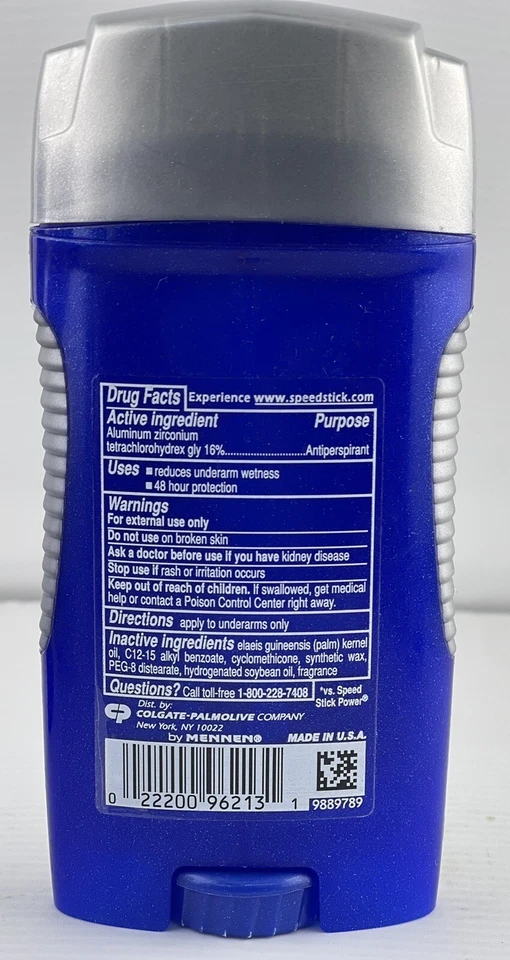 Drug Facts Experience www.speedstick.com
Active ingredient Purpose
Aluminum zirconium
tetrachlorohydrex gly 16%..........................Antiperspirant
Uses ■ reduces underarm wetness
■ 48 hour protection
Warnings
For external use only
Do not use on broken skin
Ask a doctor before use if you have kidney disease
Stop use if rash or irritation occurs
Keep out of reach of children. If swallowed, get medical
help or contact a Poison Control Center right away.
Directions apply to underarms only
Inactive ingredients elaeis guineensis (palm) kernel
oil, C12-15 alkyl benzoate, cyclomethicone, synthetic wax,
PEG-8 distearate, hydrogenated soybean oil, fragrance
Questions? Call toll-free 1-800-228-7408
*vs. Speed
Stick Power®
CP
Dist. by:
COLGATE-PALMOLIVE COMPANY
New York, NY 10022
by MENNEN®
MADE IN U.S.A.
0 22200 96213 1
9889789